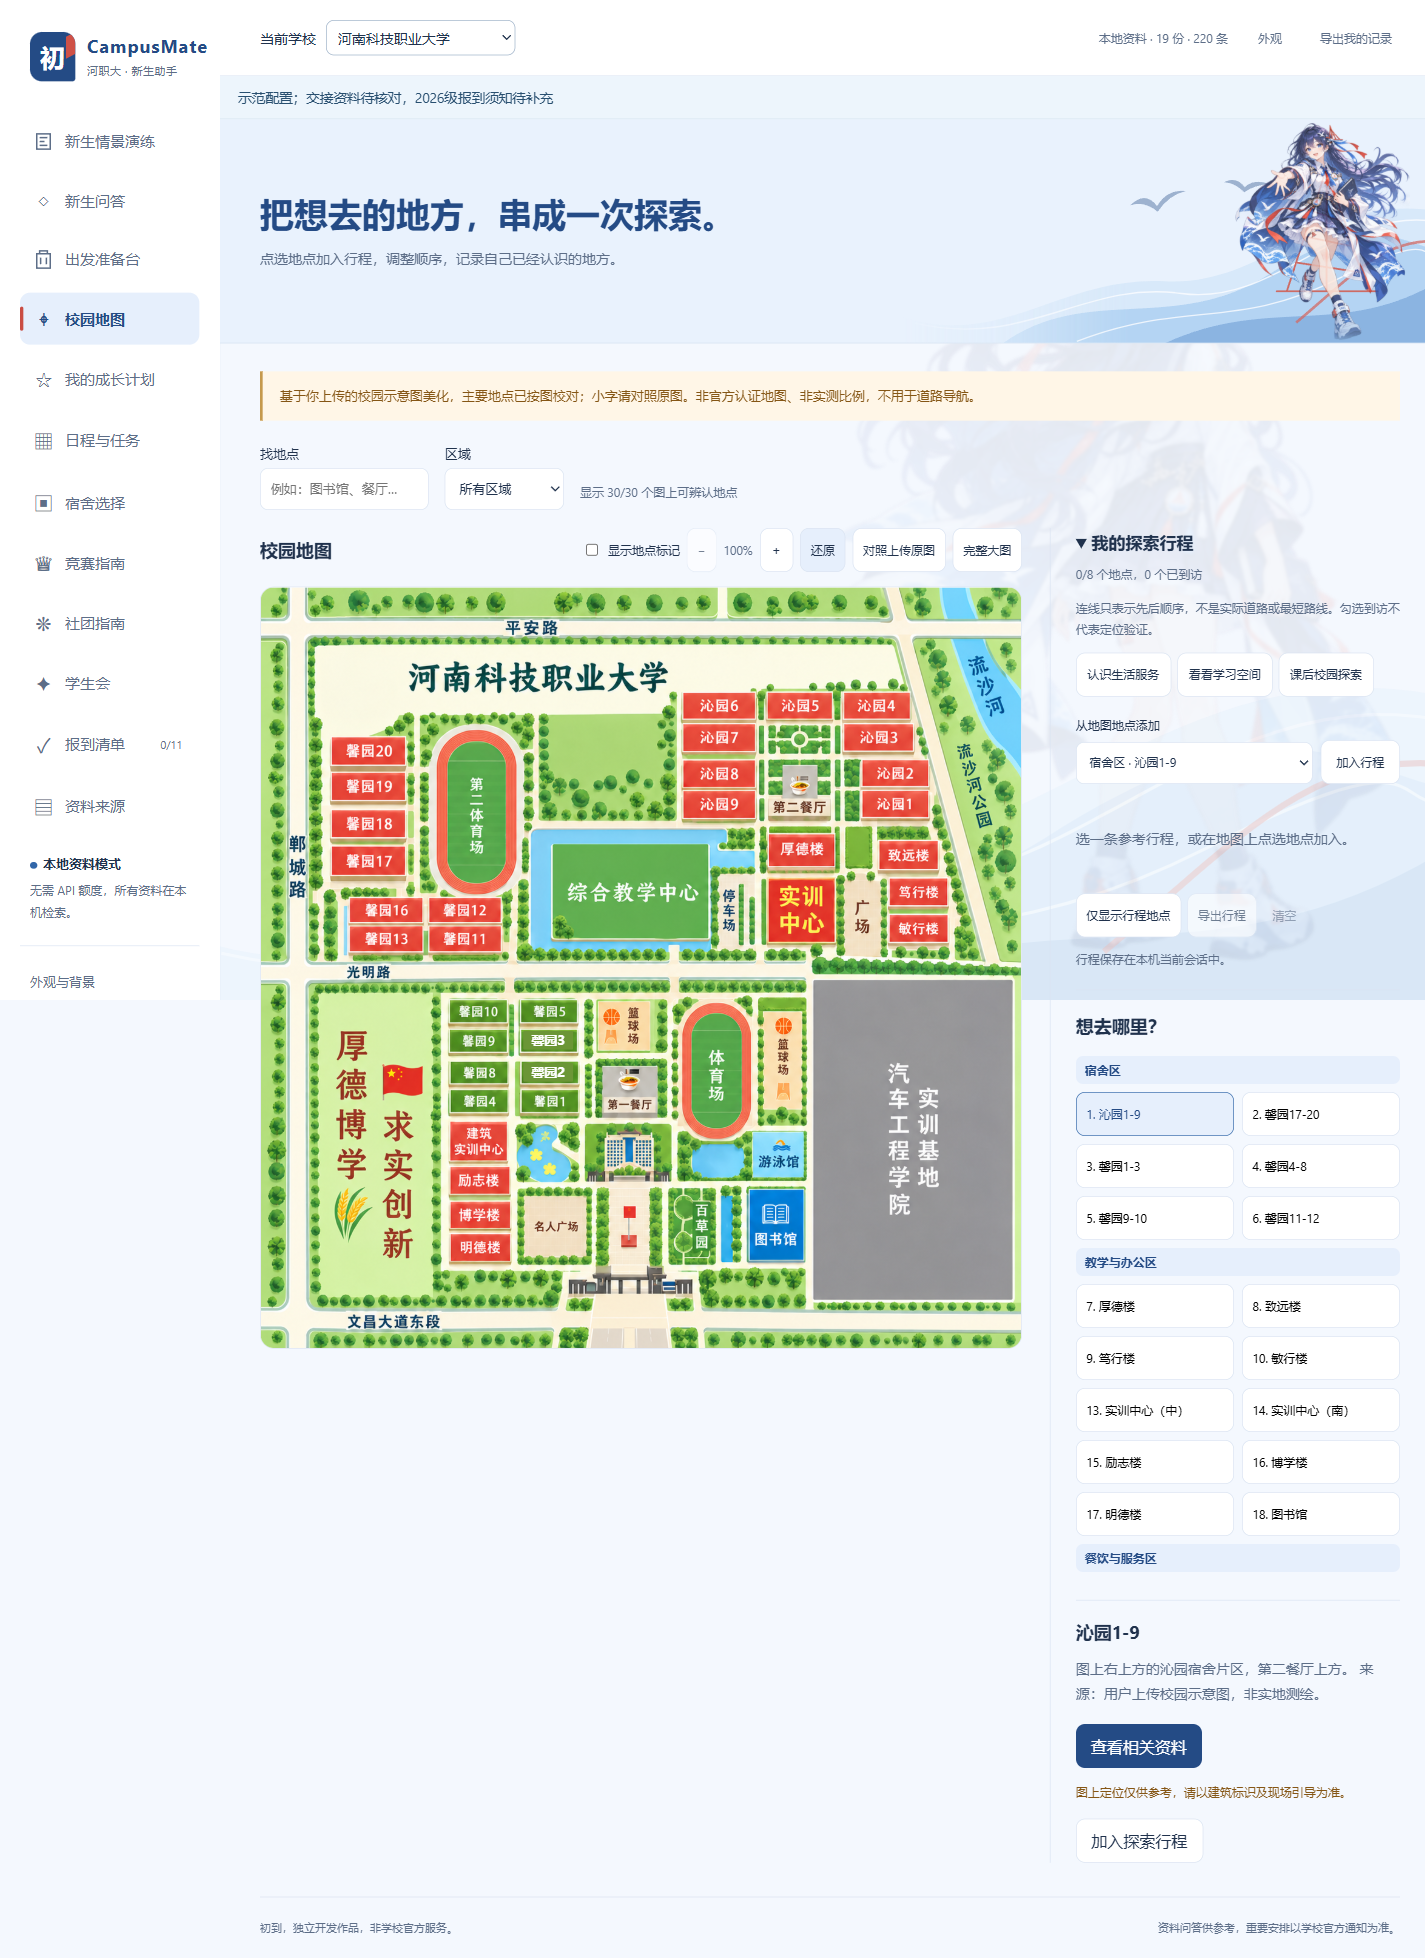 初
CampusMate
河职大 · 新生助手
新生情景演练
新生问答
出发准备台
校园地图
我的成长计划
日程与任务
宿舍选择
竞赛指南
社团指南
学生会
报到清单 0/11
资料来源
本地资料模式
无需 API 额度，所有资料在本
机检索。
外观与背景
当前学校 河南科技职业大学
本地资料 · 19 份 · 220 条 外观 导出我的记录
示范配置；交接资料待核对，2026级报到须知待补充
把想去的地方，串成一次探索。
点选地点加入行程，调整顺序，记录自己已经认识的地方。
基于你上传的校园示意图美化，主要地点已按图校对；小字请对照原图。非官方认证地图、非实测比例，不用于道路导航。
找地点 区域
例如：图书馆、餐厅... 所有区域 显示 30/30 个图上可辨认地点
校园地图 显示地点标记 − 100% + 还原 对照上传原图 完整大图
平安路
河南科技职业大学
流沙河
流沙河公园
沁园6 沁园5 沁园4
沁园7 沁园3
沁园8 沁园2
沁园9 第二餐厅 沁园1
馨园20
馨园19
馨园18
馨园17
第二体育场
郸城路
馨园16 馨园12
馨园13 馨园11
综合教学中心
停车场
厚德楼 致远楼
实训
中心
广场
笃行楼
敏行楼
光明路
厚德博学
求实创新
馨园10 馨园5
馨园9 馨园3
馨园8 馨园2
馨园4 馨园1
篮球场
第一餐厅
体育场
篮球场
建筑
实训中心
励志楼
博学楼
明德楼
名人广场
百草园
游泳馆
图书馆
汽车工程学院
实训基地
文昌大道东段
▼ 我的探索行程
0/8 个地点，0 个已到访
连线只表示先后顺序，不是实际道路或最短路线。勾选到访不
代表定位验证。
认识生活服务 看看学习空间 课后校园探索
从地图地点添加
宿舍区 · 沁园1-9 加入行程
选一条参考行程，或在地图上点选地点加入。
仅显示行程地点 导出行程 清空
行程保存在本机当前会话中。
想去哪里？
宿舍区
1. 沁园1-9 2. 馨园17-20
3. 馨园1-3 4. 馨园4-8
5. 馨园9-10 6. 馨园11-12
教学与办公区
7. 厚德楼 8. 致远楼
9. 笃行楼 10. 敏行楼
13. 实训中心（中） 14. 实训中心（南）
15. 励志楼 16. 博学楼
17. 明德楼 18. 图书馆
餐饮与服务区
沁园1-9
图上右上方的沁园宿舍片区，第二餐厅上方。 来
源：用户上传校园示意图，非实地测绘。
查看相关资料
图上定位仅供参考，请以建筑标识及现场引导为准。
加入探索行程
初到，独立开发作品，非学校官方服务。
资料问答供参考，重要安排以学校官方通知为准。